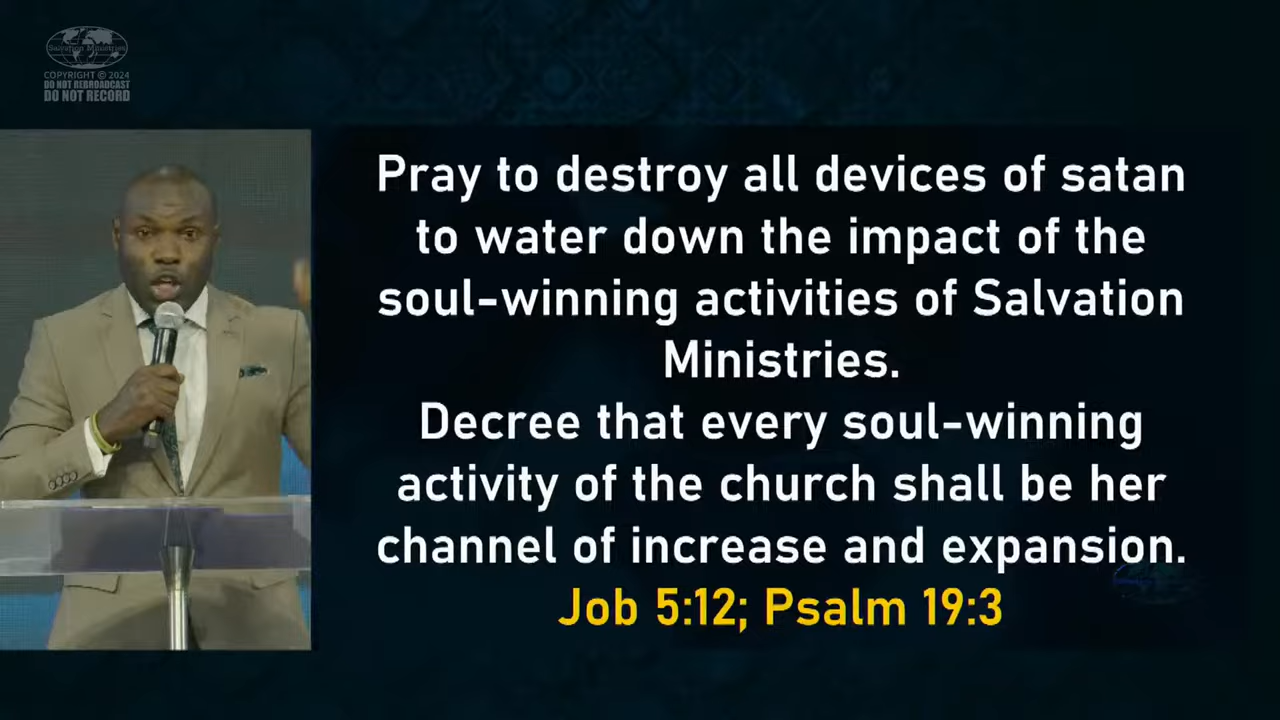 Salvation Ministries
COPYRIGHT © 2024
DO NOT REBROADCAST
DO NOT RECORD
Pray to destroy all devices of satan
to water down the impact of the
soul-winning activities of Salvation
Ministries.
Decree that every soul-winning
activity of the church shall be her
channel of increase and expansion.
Job 5:12; Psalm 19:3